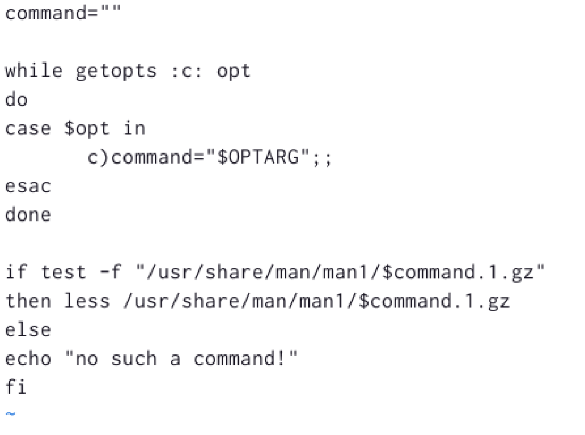 command=""
while getopts :c: opt
do
case $opt in
c)command="$OPTARG";;
esac
done
if test -f "/usr/share/man/man1/$command.1.gz"
then less /usr/share/man/man1/$command.1.gz
else
echo "no such a command!"
fi
~